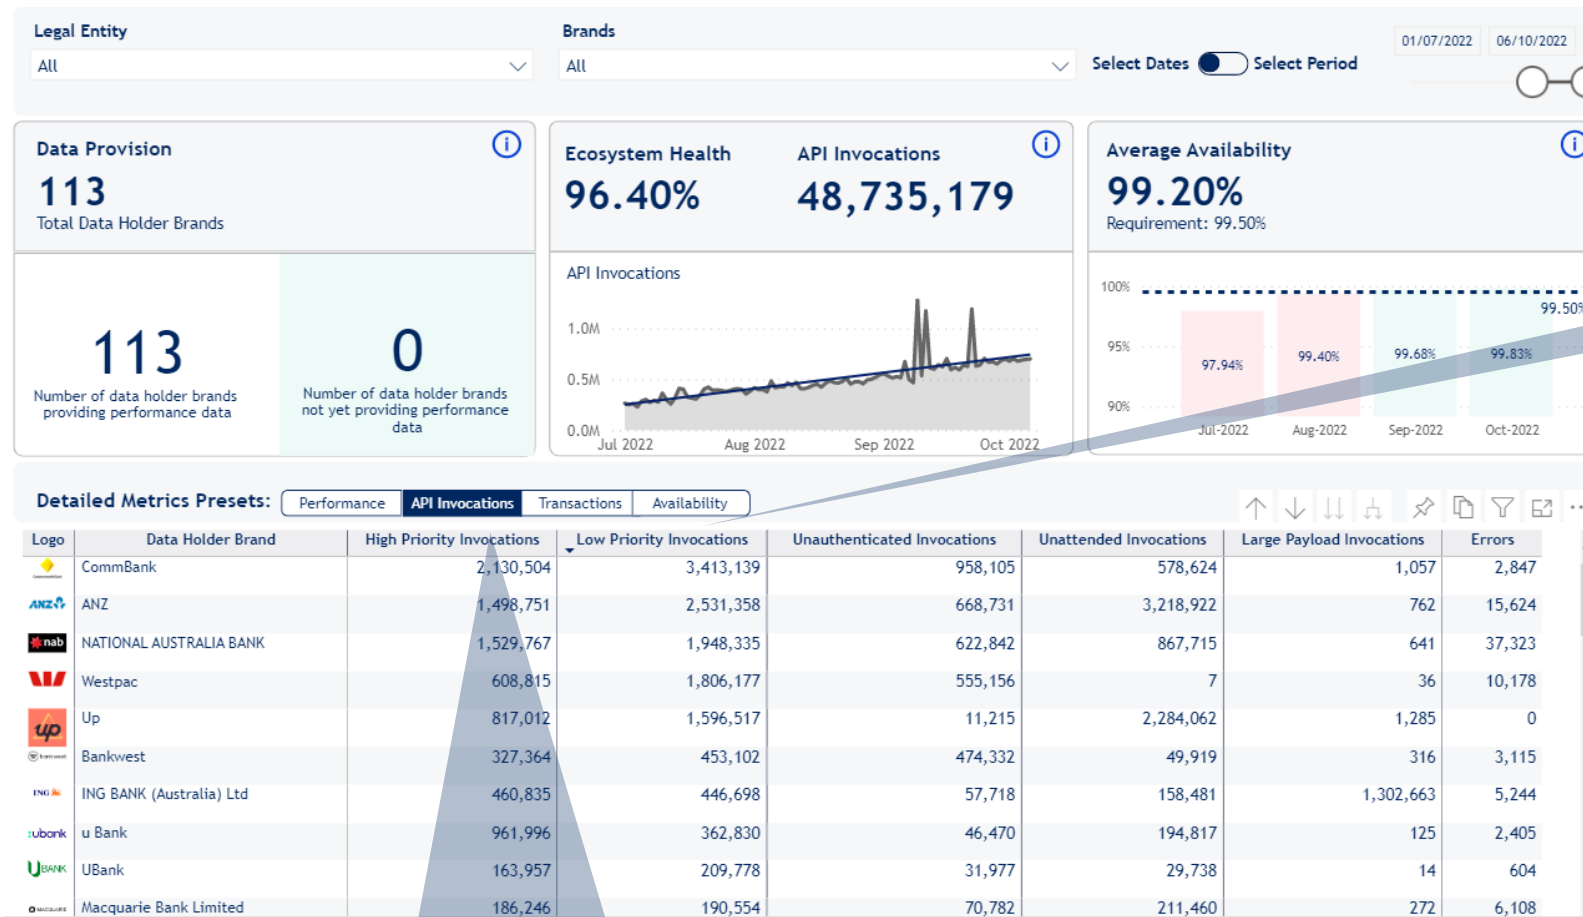 Legal Entity
Brands
All
All
Select Dates
Select Period
01/07/2022
06/10/2022
Data Provision
113
Total Data Holder Brands
113
Number of data holder brands
providing performance data
0
Number of data holder brands
not yet providing performance
data
Ecosystem Health
96.40%
API Invocations
48,735,179
API Invocations
1.0M
0.5M
0.0M
Jul 2022 Aug 2022 Sep 2022 Oct 2022
Average Availability
99.20%
Requirement: 99.50%
100%
99.50%
95%
97.94% 99.40% 99.68% 99.83%
90%
Jul-2022 Aug-2022 Sep-2022 Oct-2022
Detailed Metrics Presets: Performance API Invocations Transactions Availability
Logo Data Holder Brand High Priority Invocations Low Priority Invocations Unauthenticated Invocations Unattended Invocations Large Payload Invocations Errors
CommBank 2,130,504 3,413,139 958,105 578,624 1,057 2,847
ANZ ANZ 1,498,751 2,531,358 668,731 3,218,922 762 15,624
nab NATIONAL AUSTRALIA BANK 1,529,767 1,948,335 622,842 867,715 641 37,323
Westpac 608,815 1,806,177 555,156 7 36 10,178
up Up 817,012 1,596,517 11,215 2,284,062 1,285 0
Bankwest 327,364 453,102 474,332 49,919 316 3,115
ING ING BANK (Australia) Ltd 460,835 446,698 57,718 158,481 1,302,663 5,244
:ubank u Bank 961,996 362,830 46,470 194,817 125 2,405
UBANK UBank 163,957 209,778 31,977 29,738 14 604
MACQUARIE Macquarie Bank Limited 186,246 190,554 70,782 211,460 272 6,108